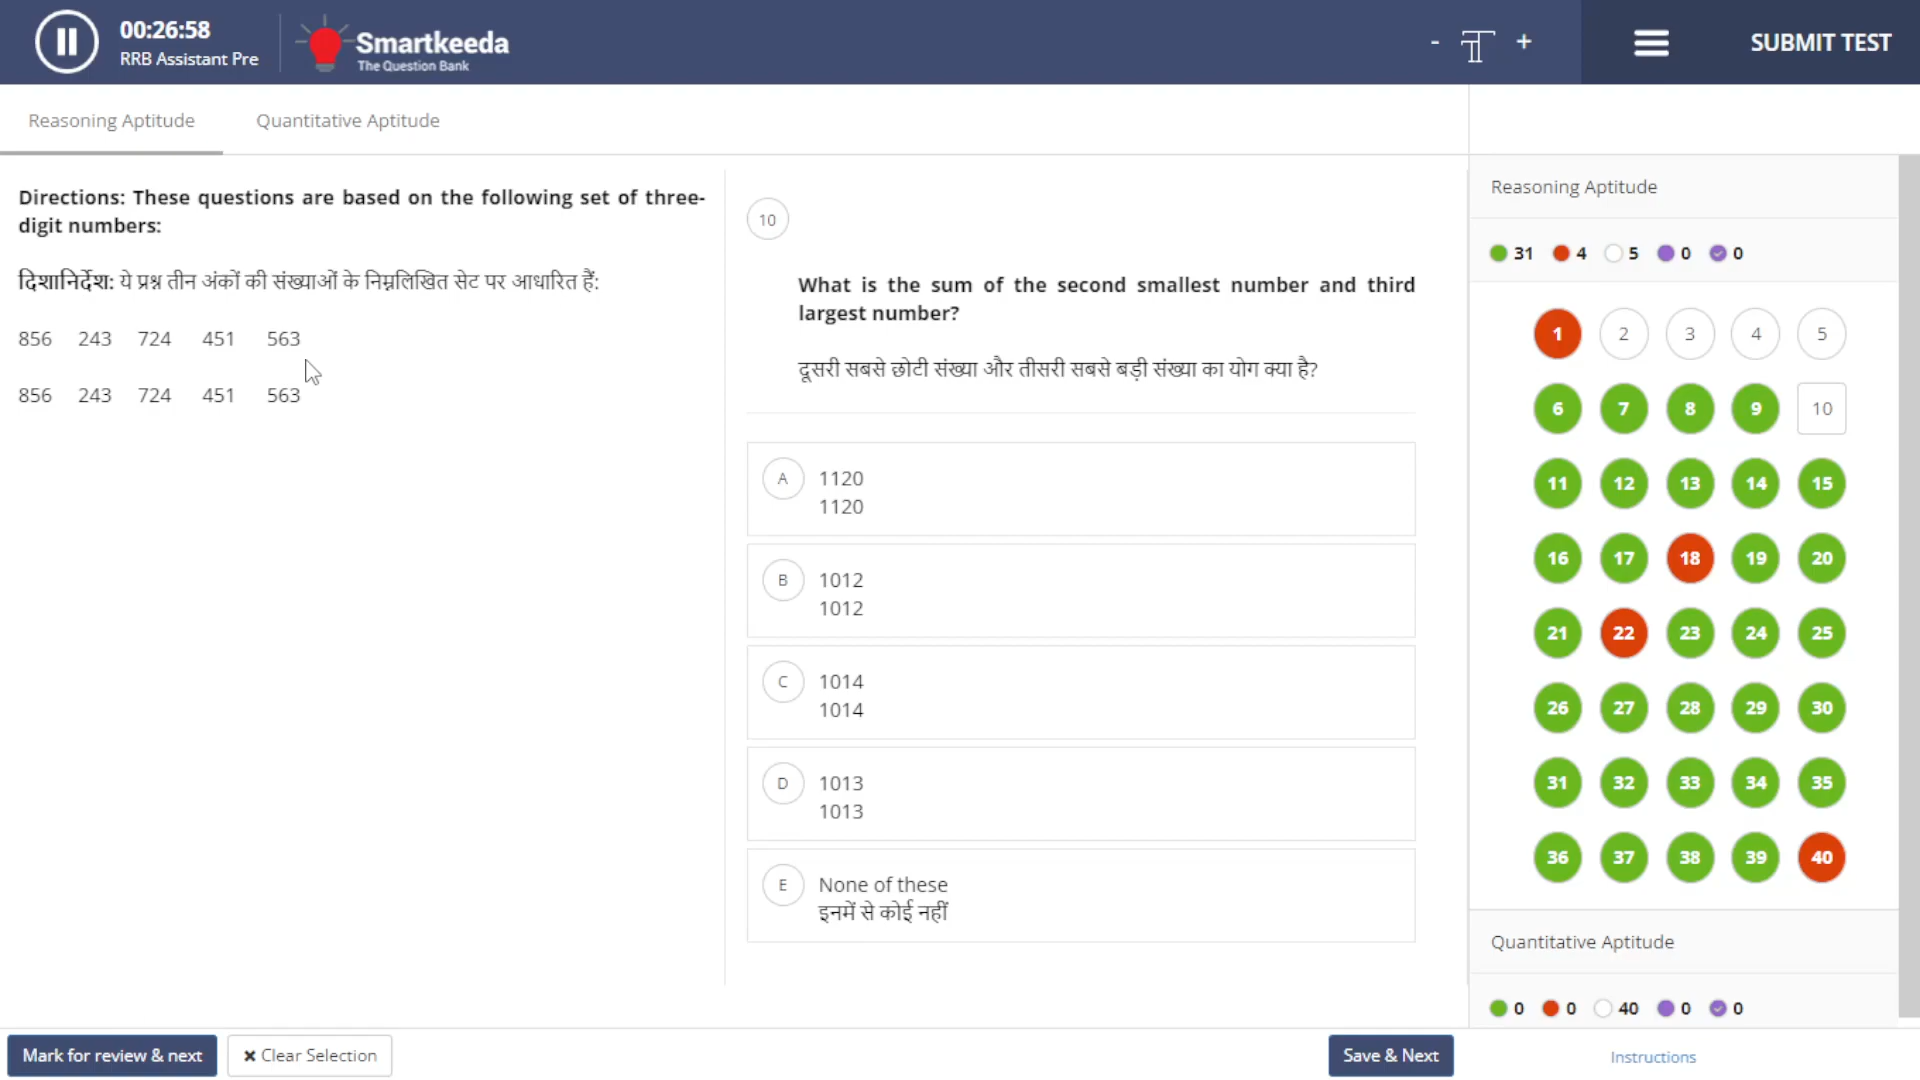 00:26:58
RRB Assistant Pre
Smartkeeda
The Question Bank
- T +
SUBMIT TEST
Reasoning Aptitude
Quantitative Aptitude
Directions: These questions are based on the following set of three-
digit numbers:
दिशानिर्देश: ये प्रश्न तीन अंकों की संख्याओं के निम्नलिखित सेट पर आधारित हैं:
856 243 724 451 563
856 243 724 451 563
10
What is the sum of the second smallest number and third
largest number?
दूसरी सबसे छोटी संख्या और तीसरी सबसे बड़ी संख्या का योग क्या है?
A 1120
1120
B 1012
1012
C 1014
1014
D 1013
1013
E None of these
इनमें से कोई नहीं
Reasoning Aptitude
31 4 5 0 0
1 2 3 4 5
6 7 8 9 10
11 12 13 14 15
16 17 18 19 20
21 22 23 24 25
26 27 28 29 30
31 32 33 34 35
36 37 38 39 40
Quantitative Aptitude
0 0 40 0 0
Mark for review & next
Clear Selection
Save & Next
Instructions